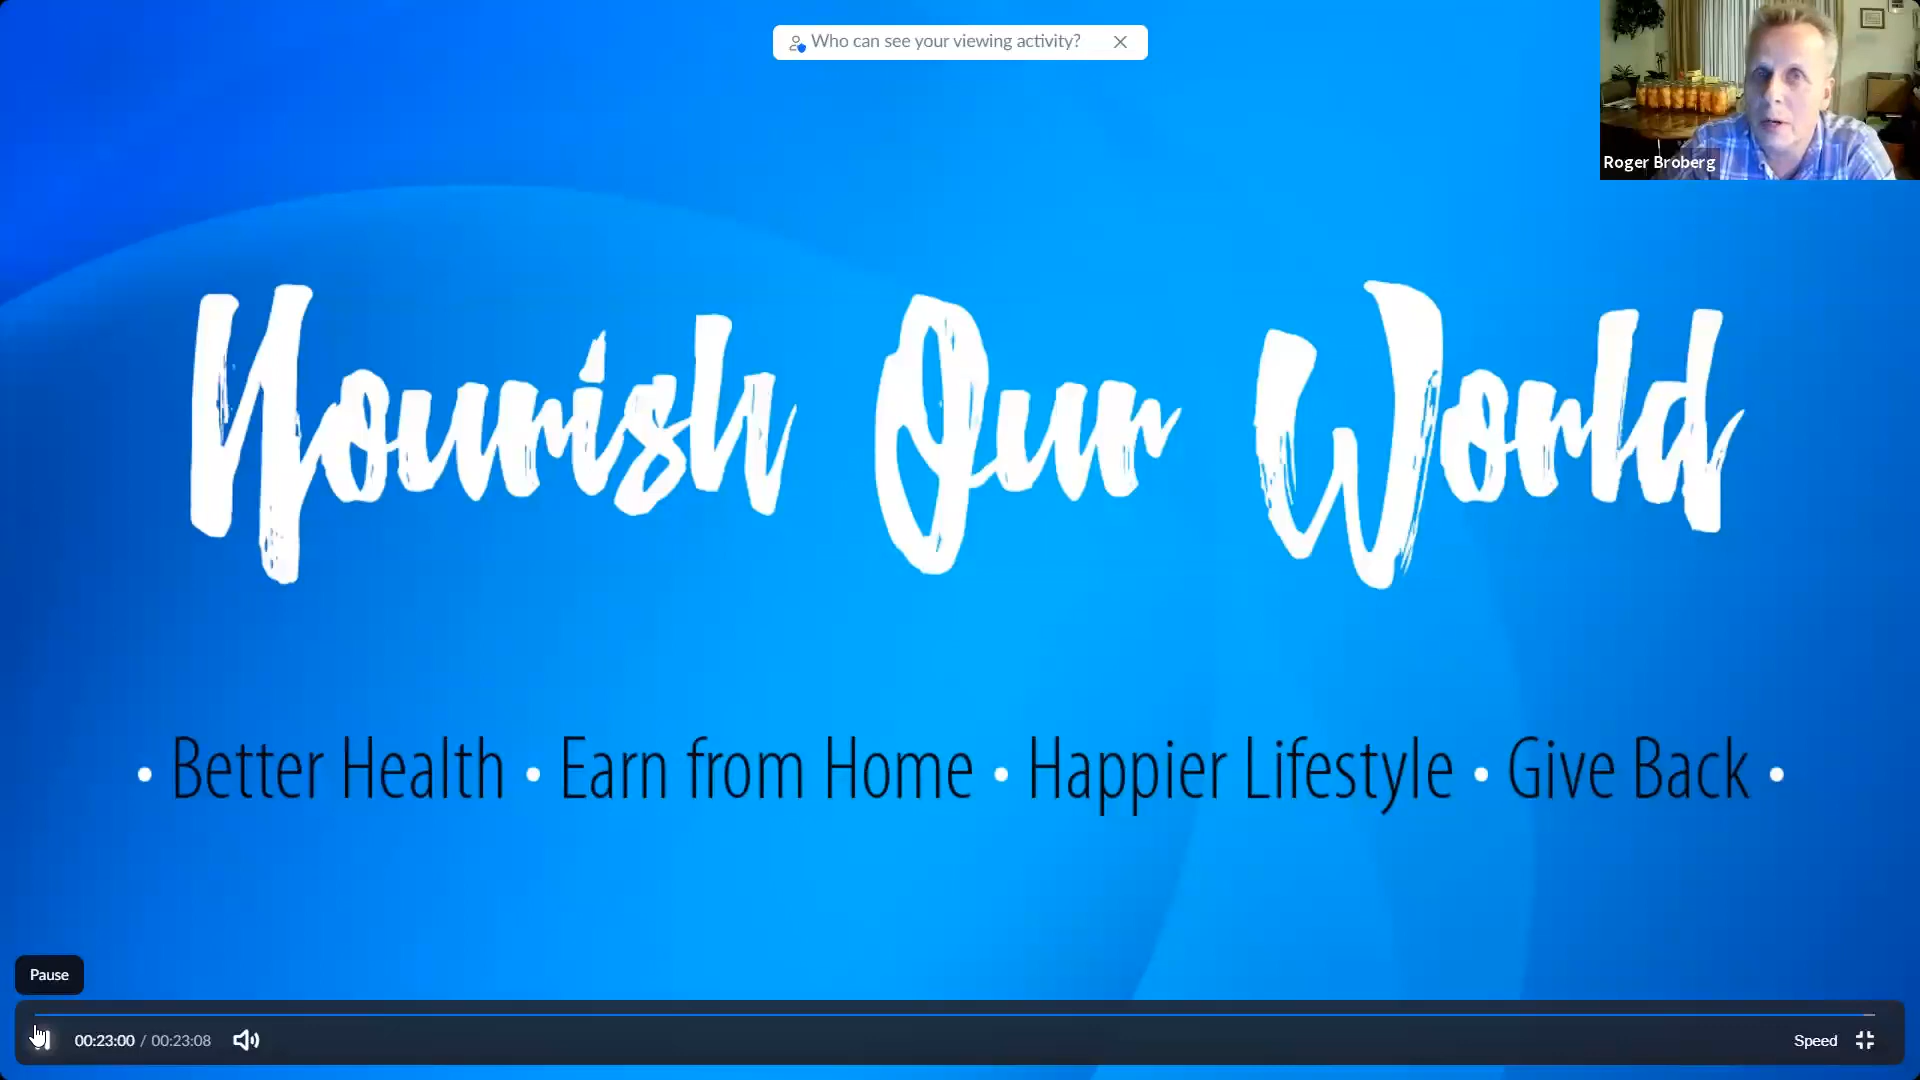 Who can see your viewing activity?
Roger Broberg
Nourish Our World
• Better Health • Earn from Home • Happier Lifestyle • Give Back •
Pause
00:23:00 / 00:23:08
Speed